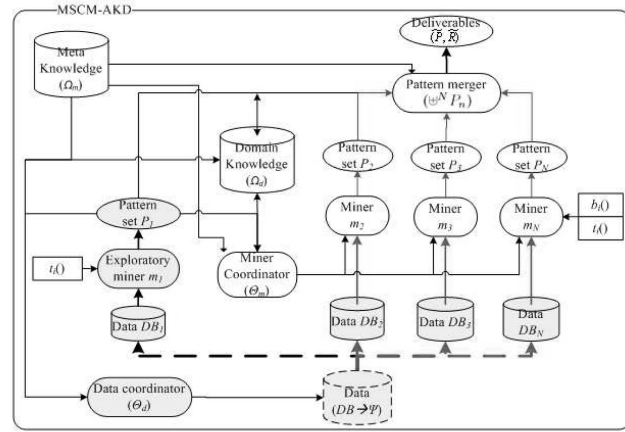 MSCM-AKD
Deliverables
(P̃, R̃)
Meta
Knowledge
(Ωm)
Pattern merger
(⊎ᴺ Pn)
Domain
Knowledge
(Ωd)
Pattern
set P2
Pattern
set P3
Pattern
set PN
Pattern
set P1
Miner
m2
Miner
m3
Miner
mN
bi()
ti()
ti()
Exploratory
miner m1
Miner
Coordinator
(Θm)
Data DB1
Data DB2
Data DB3
Data
DBN
Data coordinator
(Θd)
Data
(DB→Ψ)